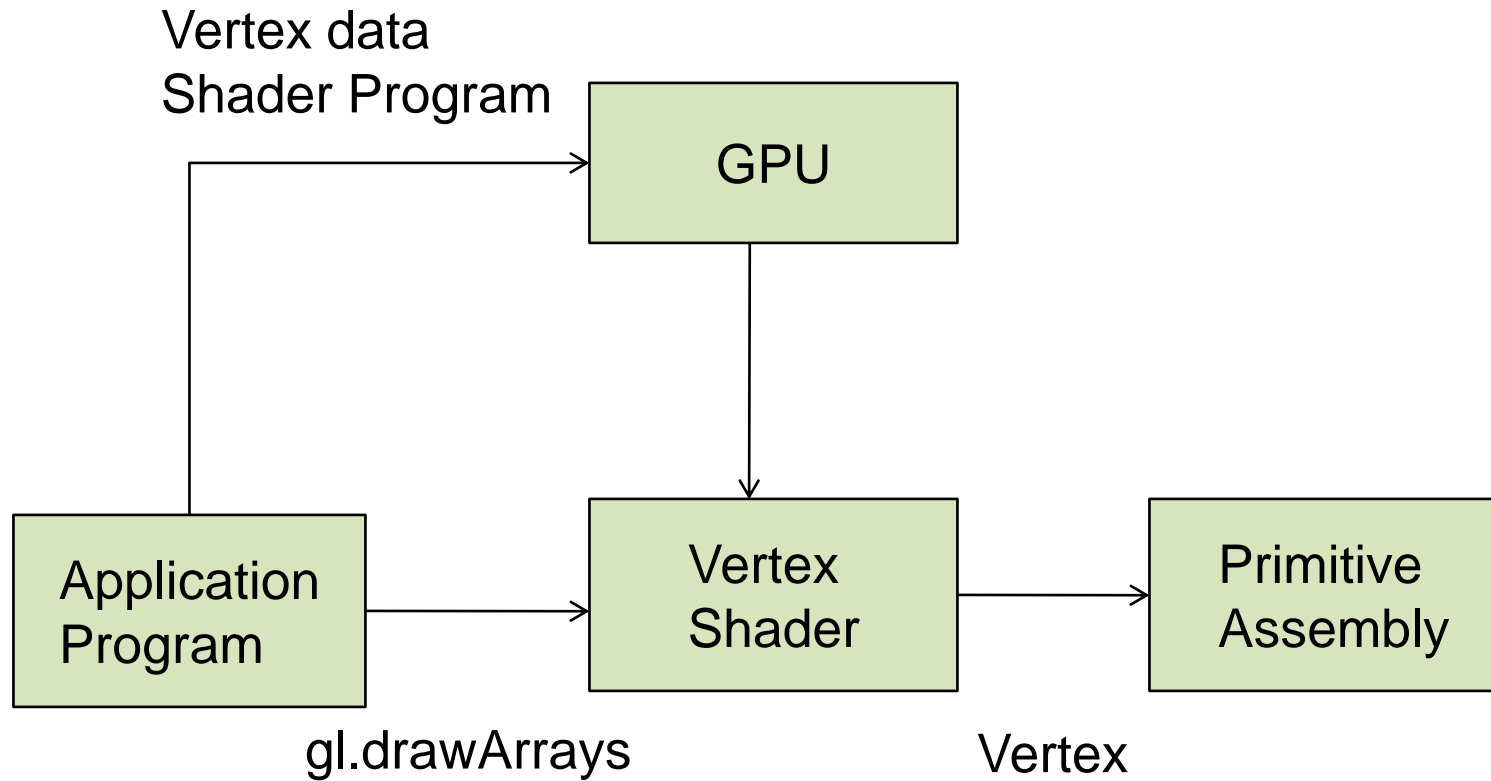 Vertex data
Shader Program
GPU
Application
Program
Vertex
Shader
Primitive
Assembly
gl.drawArrays
Vertex